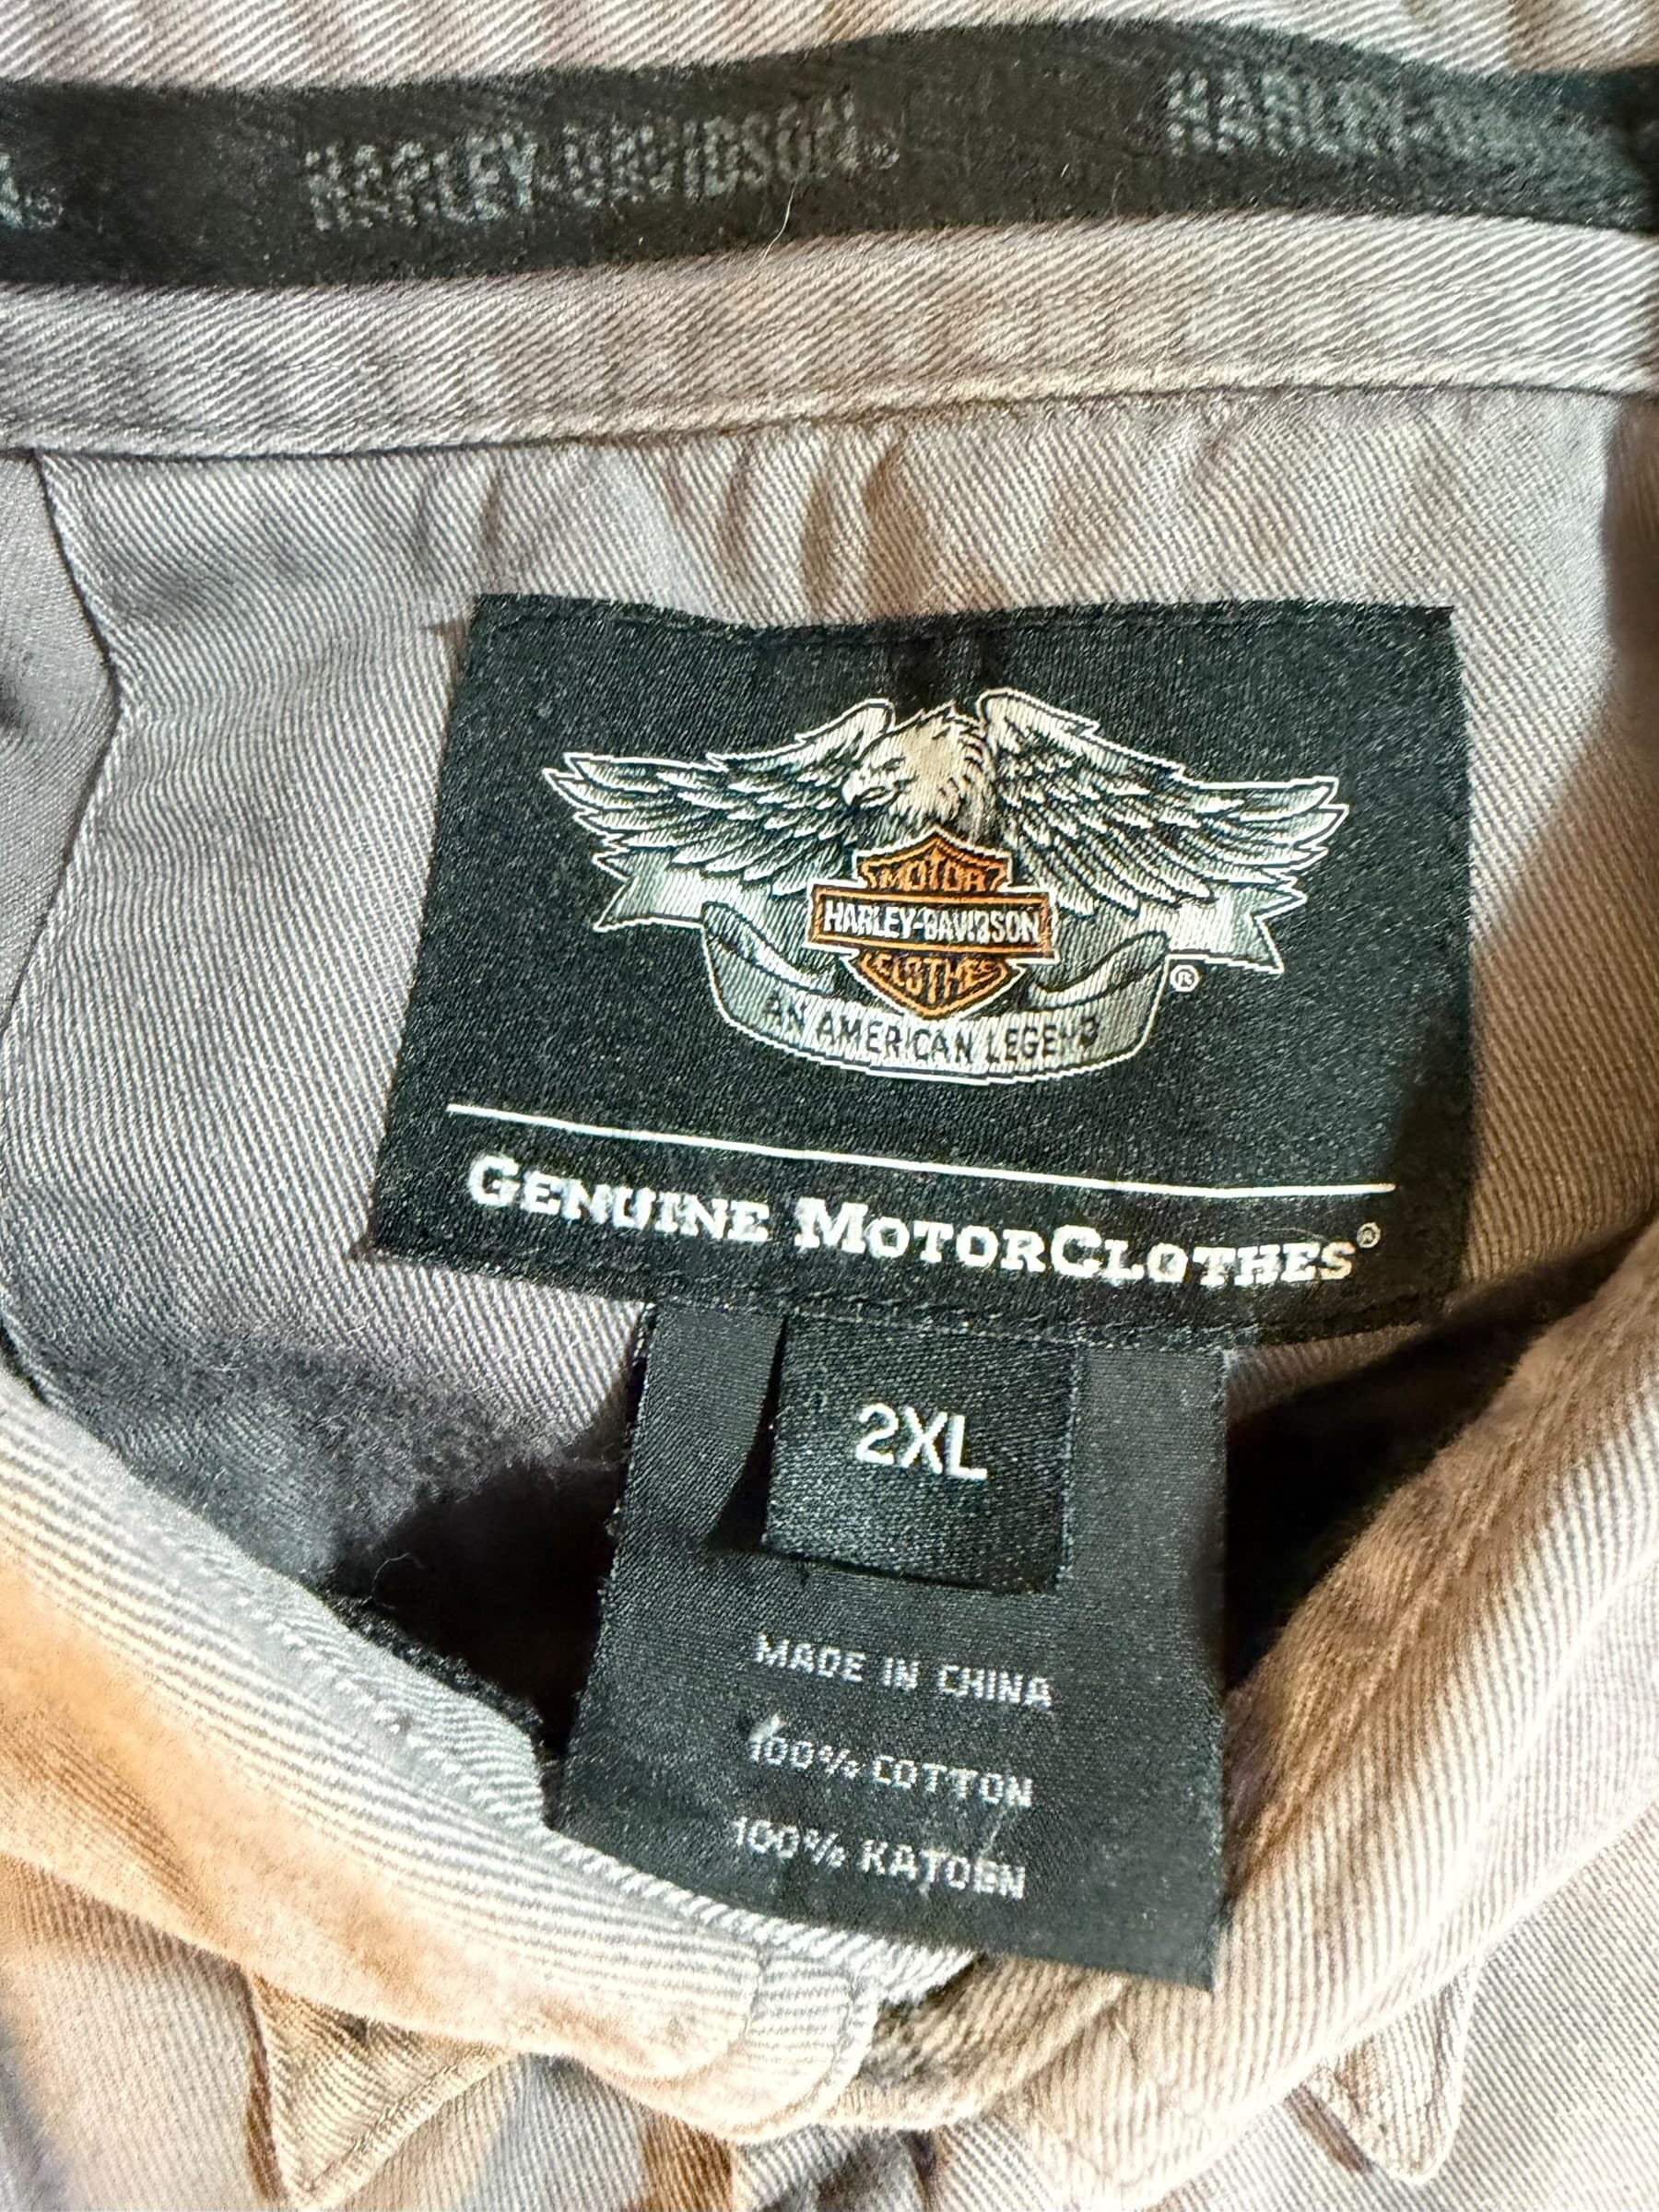 HARLEY-DAVIDSON® HARLEY-D
MOTOR
HARLEY-DAVIDSON
CLOTHES
®
AN AMERICAN LEGEND
GENUINE MOTORCLOTHES®
2XL
MADE IN CHINA
100% COTTON
100% KATOEN